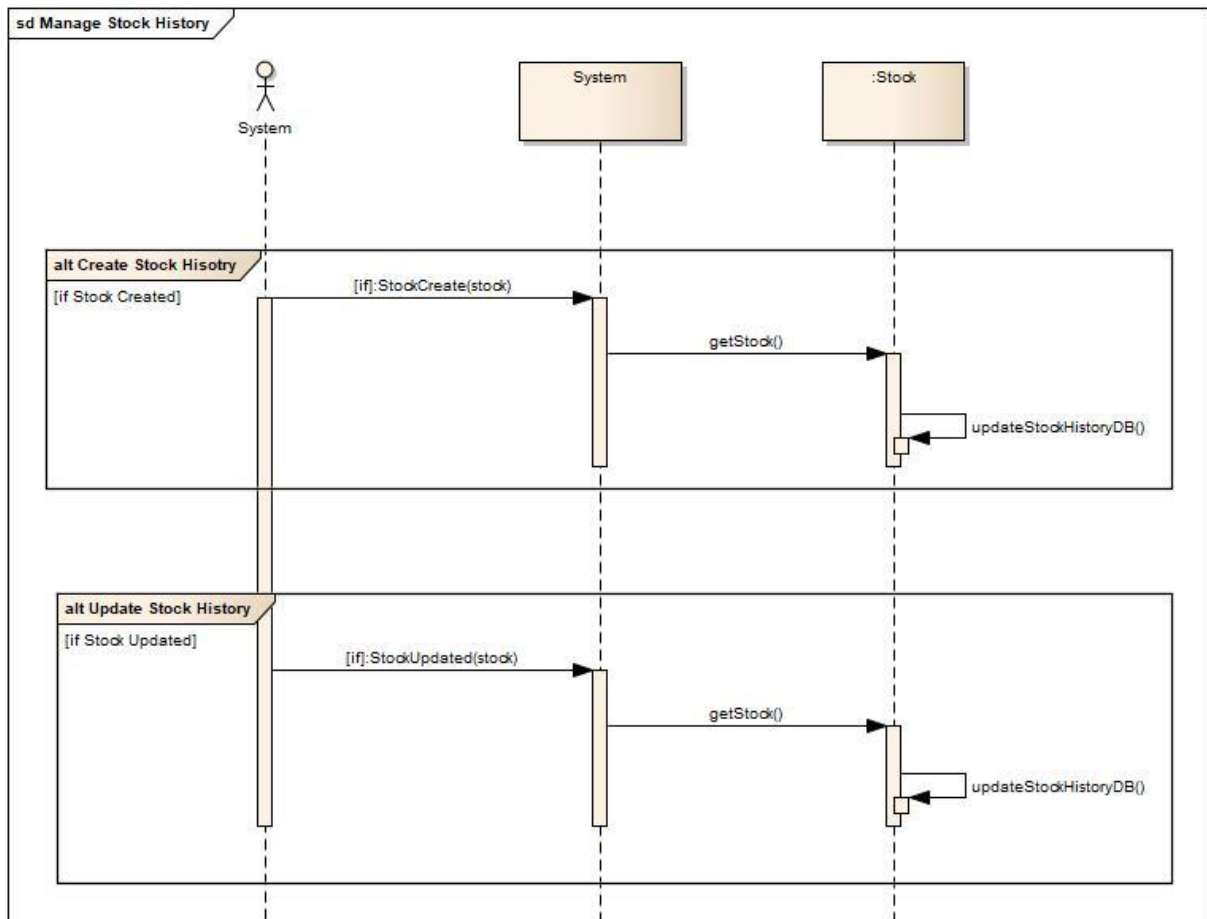 sd Manage Stock History
System
System
:Stock
alt Create Stock Hisotry
[if Stock Created]
[if]:StockCreate(stock)
getStock()
updateStockHistoryDB()
alt Update Stock History
[if Stock Updated]
[if]:StockUpdated(stock)
getStock()
updateStockHistoryDB()